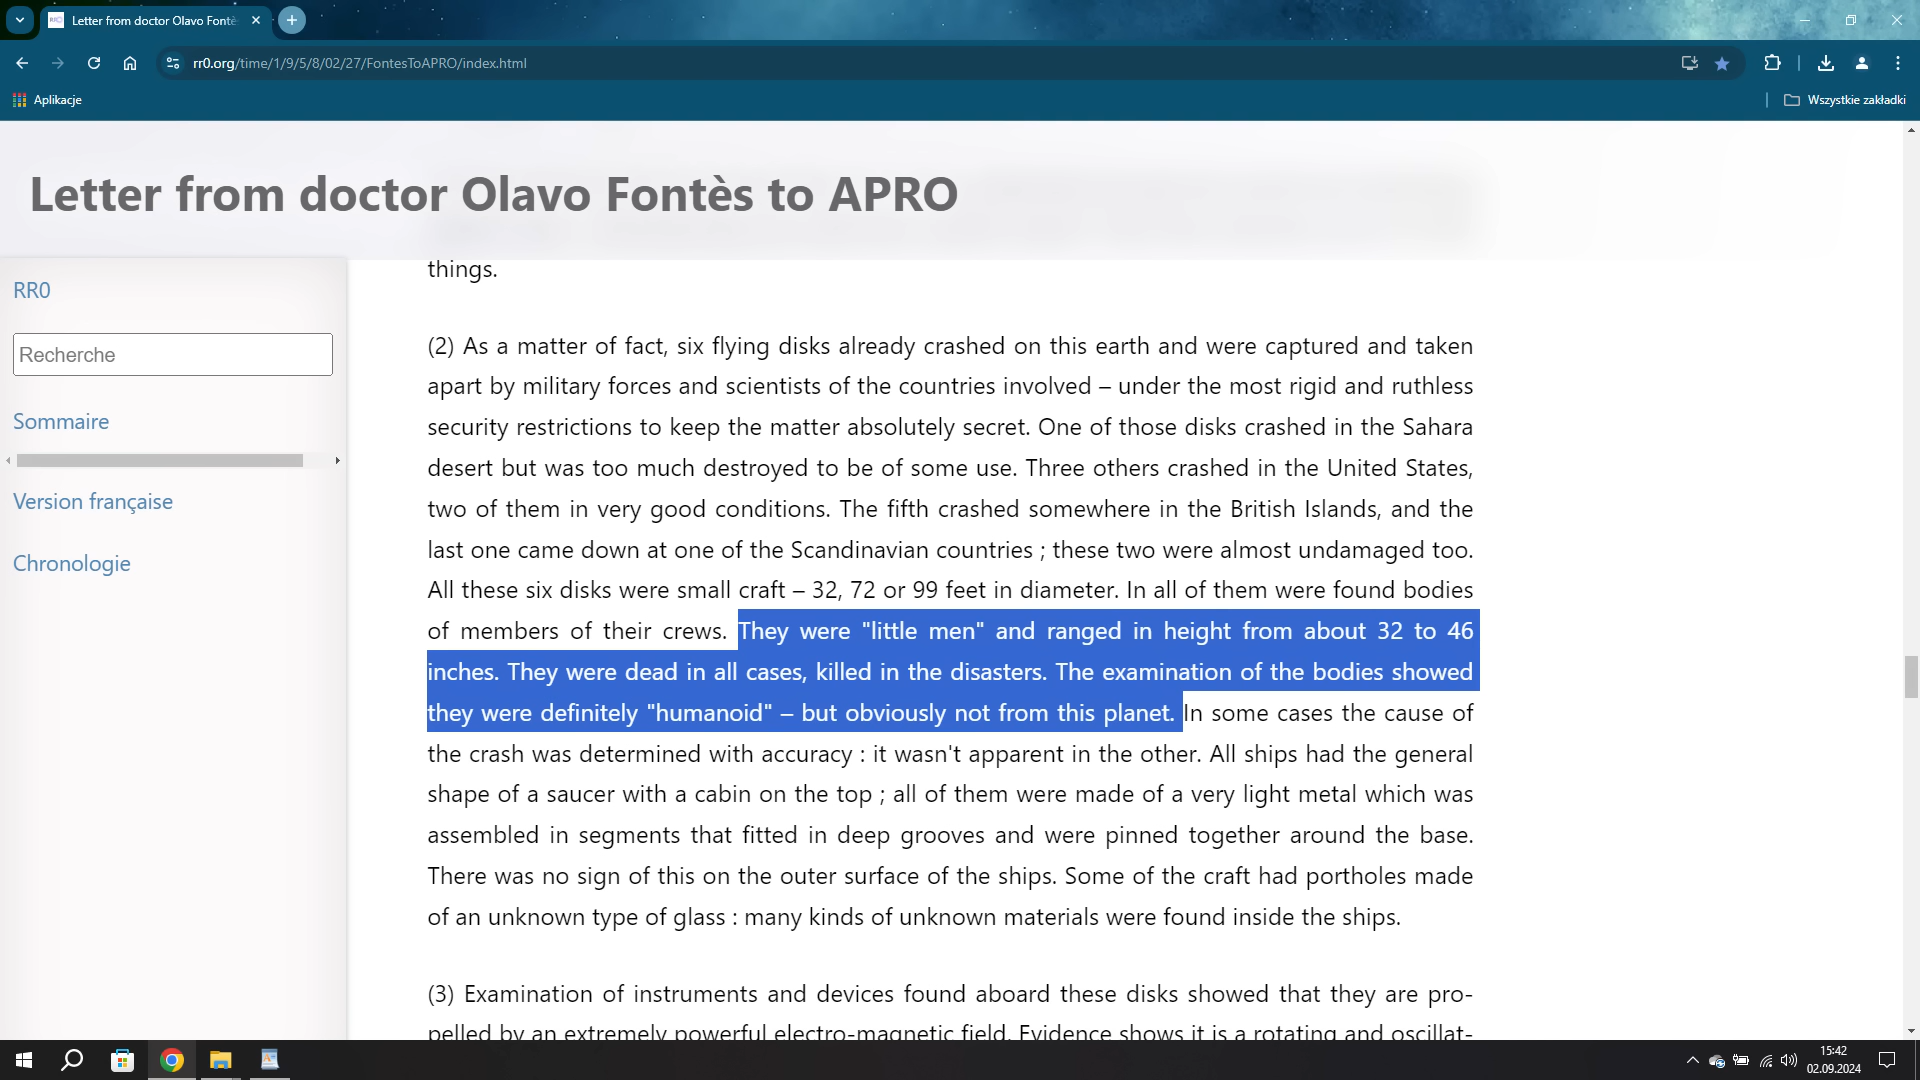 Letter from doctor Olavo Fontè
rr0.org/time/1/9/5/8/02/27/FontesToAPRO/index.html
Aplikacje
Wszystkie zakładki
Letter from doctor Olavo Fontès to APRO
RR0
Recherche
Sommaire
Version française
Chronologie
things.
(2) As a matter of fact, six flying disks already crashed on this earth and were captured and taken
apart by military forces and scientists of the countries involved – under the most rigid and ruthless
security restrictions to keep the matter absolutely secret. One of those disks crashed in the Sahara
desert but was too much destroyed to be of some use. Three others crashed in the United States,
two of them in very good conditions. The fifth crashed somewhere in the British Islands, and the
last one came down at one of the Scandinavian countries ; these two were almost undamaged too.
All these six disks were small craft – 32, 72 or 99 feet in diameter. In all of them were found bodies
of members of their crews. They were "little men" and ranged in height from about 32 to 46
inches. They were dead in all cases, killed in the disasters. The examination of the bodies showed
they were definitely "humanoid" – but obviously not from this planet. In some cases the cause of
the crash was determined with accuracy : it wasn't apparent in the other. All ships had the general
shape of a saucer with a cabin on the top ; all of them were made of a very light metal which was
assembled in segments that fitted in deep grooves and were pinned together around the base.
There was no sign of this on the outer surface of the ships. Some of the craft had portholes made
of an unknown type of glass : many kinds of unknown materials were found inside the ships.
(3) Examination of instruments and devices found aboard these disks showed that they are pro-
pelled by an extremely powerful electro-magnetic field. Evidence shows it is a rotating and oscillat-
15:42
02.09.2024